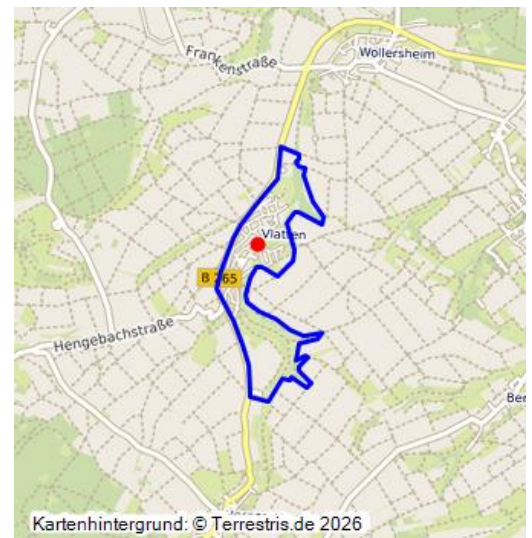 Frankenstraße
Wollersheim
Vlatten
B 265
Hengebachstraße
Ber
Kartenhintergrund: © Terrestris.de 2026